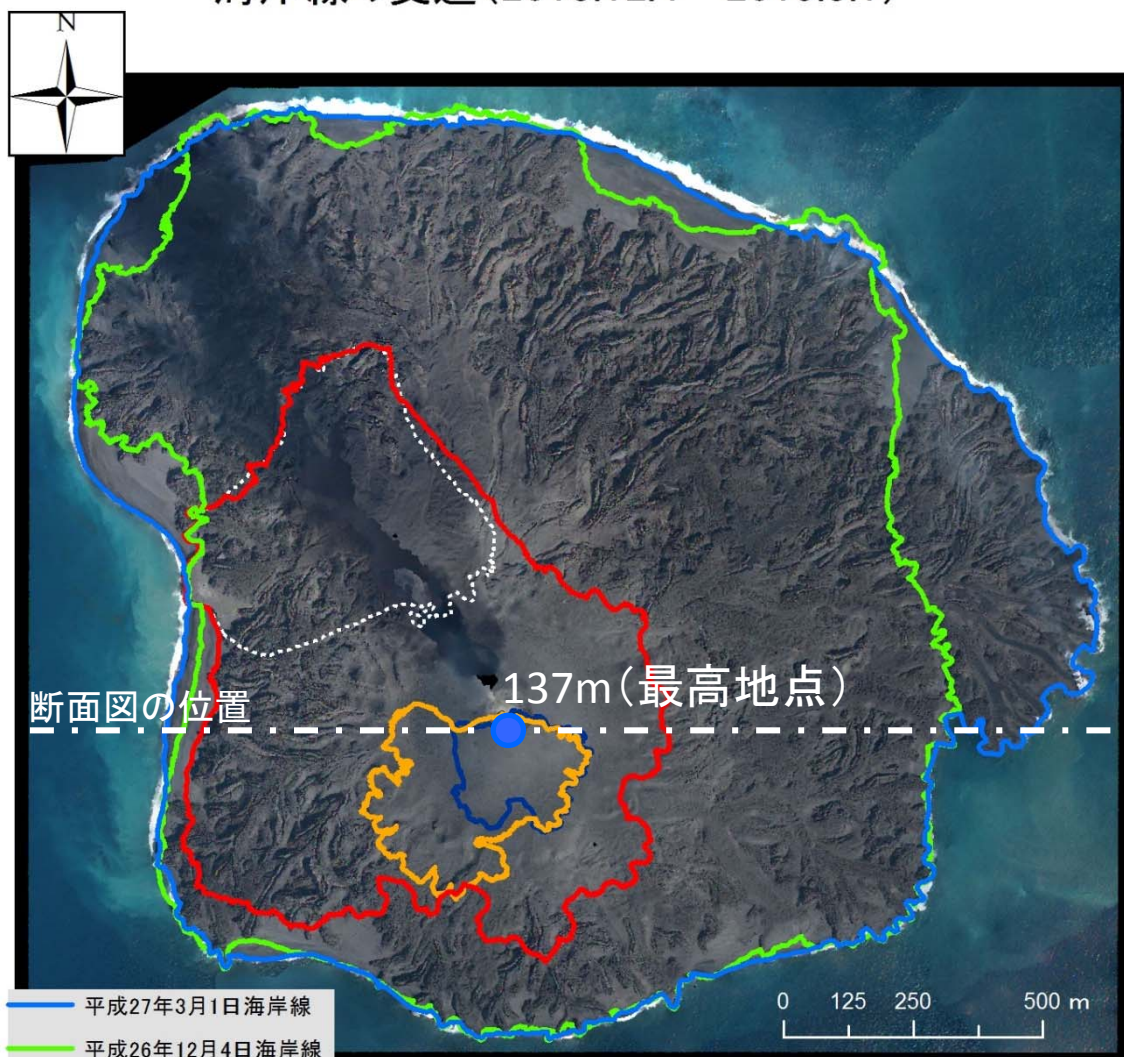 N
137m(最高地点)
断面図の位置
0 125 250 500 m
平成27年3月1日海岸線
平成26年12月4日海岸線